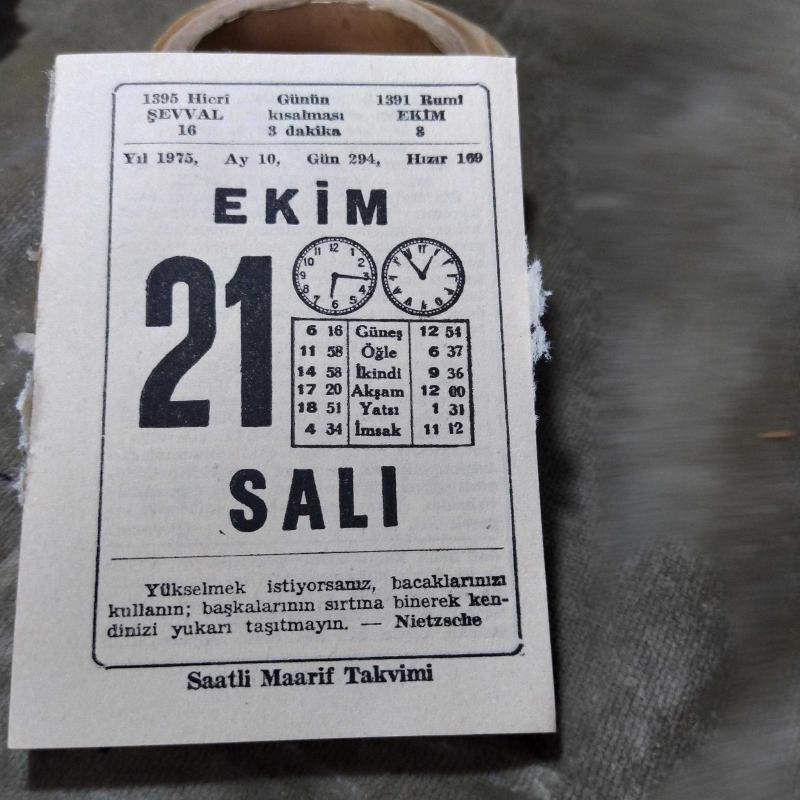 1395 Hicrî Günün 1391 Rumî
ŞEVVAL kısalması EKİM
16 3 dakika 8
Yıl 1975, Ay 10, Gün 294, Hızır 169
EKİM
21
6 16 Güneş 12 54
11 58 Öğle 6 37
14 58 İkindi 9 36
17 20 Akşam 12 00
18 51 Yatsı 1 31
4 34 İmsak 11 12
SALI
Yükselmek istiyorsanız, bacaklarınızı
kullanın; başkalarının sırtına binerek ken-
dinizi yukarı taşıtmayın. — Nietzsche
Saatli Maarif Takvimi